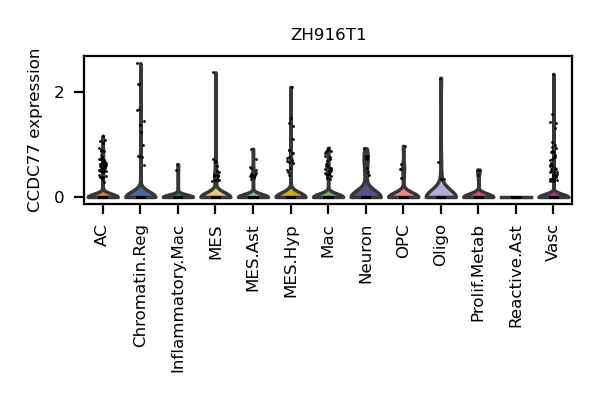 ZH916T1
CCDC77 expression
2
0
AC
Chromatin.Reg
Inflammatory.Mac
MES
MES.Ast
MES.Hyp
Mac
Neuron
OPC
Oligo
Prolif.Metab
Reactive.Ast
Vasc